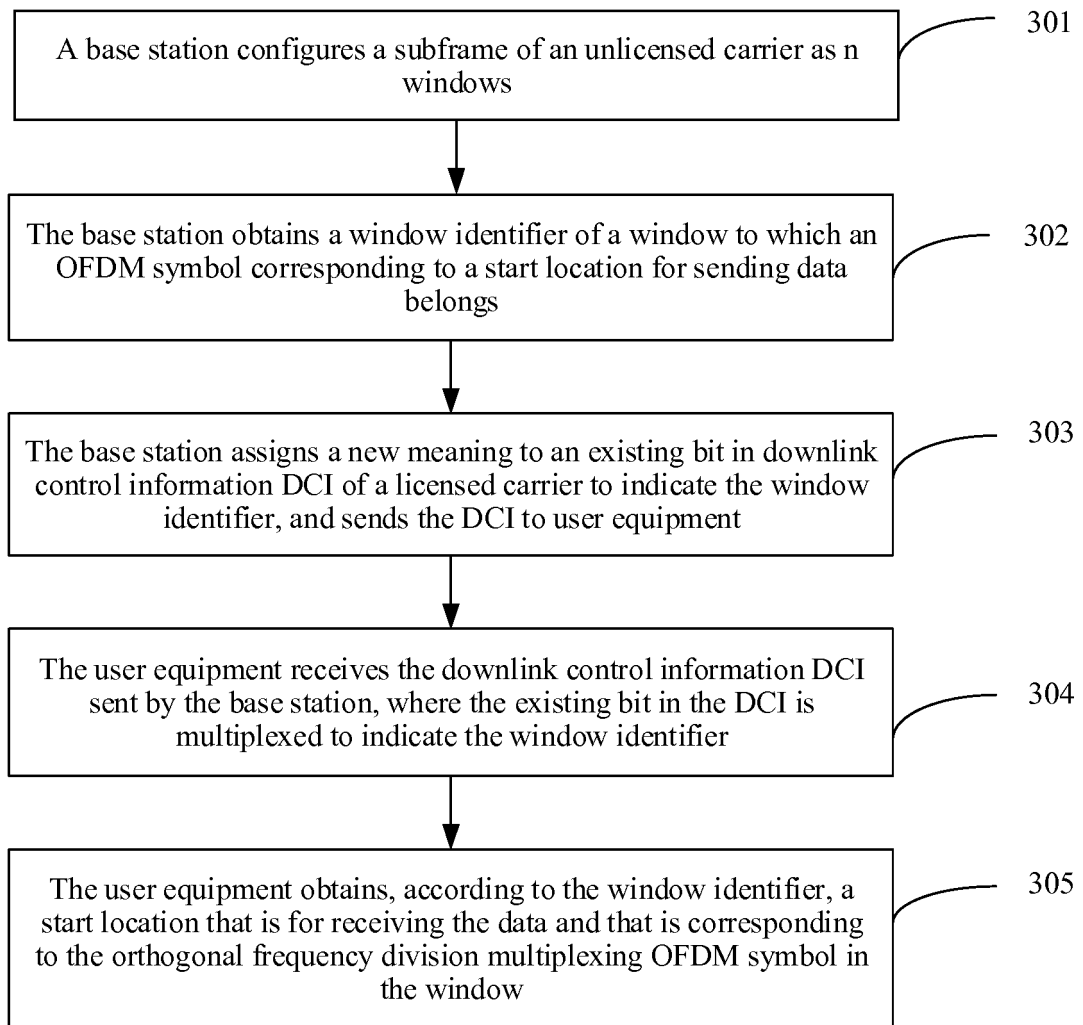 A base station configures a subframe of an unlicensed carrier as n
windows
301
The base station obtains a window identifier of a window to which an
OFDM symbol corresponding to a start location for sending data
belongs
302
The base station assigns a new meaning to an existing bit in downlink
control information DCI of a licensed carrier to indicate the window
identifier, and sends the DCI to user equipment
303
The user equipment receives the downlink control information DCI
sent by the base station, where the existing bit in the DCI is
multiplexed to indicate the window identifier
304
The user equipment obtains, according to the window identifier, a
start location that is for receiving the data and that is corresponding
to the orthogonal frequency division multiplexing OFDM symbol in
the window
305